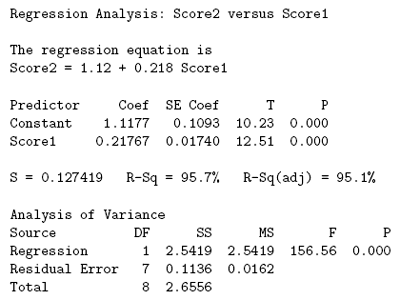 Regression Analysis: Score2 versus Score1
The regression equation is
Score2 = 1.12 + 0.218 Score1
Predictor Coef SE Coef T P
Constant 1.1177 0.1093 10.23 0.000
Score1 0.21767 0.01740 12.51 0.000
S = 0.127419 R-Sq = 95.7% R-Sq(adj) = 95.1%
Analysis of Variance
Source DF SS MS F P
Regression 1 2.5419 2.5419 156.56 0.000
Residual Error 7 0.1136 0.0162
Total 8 2.6556